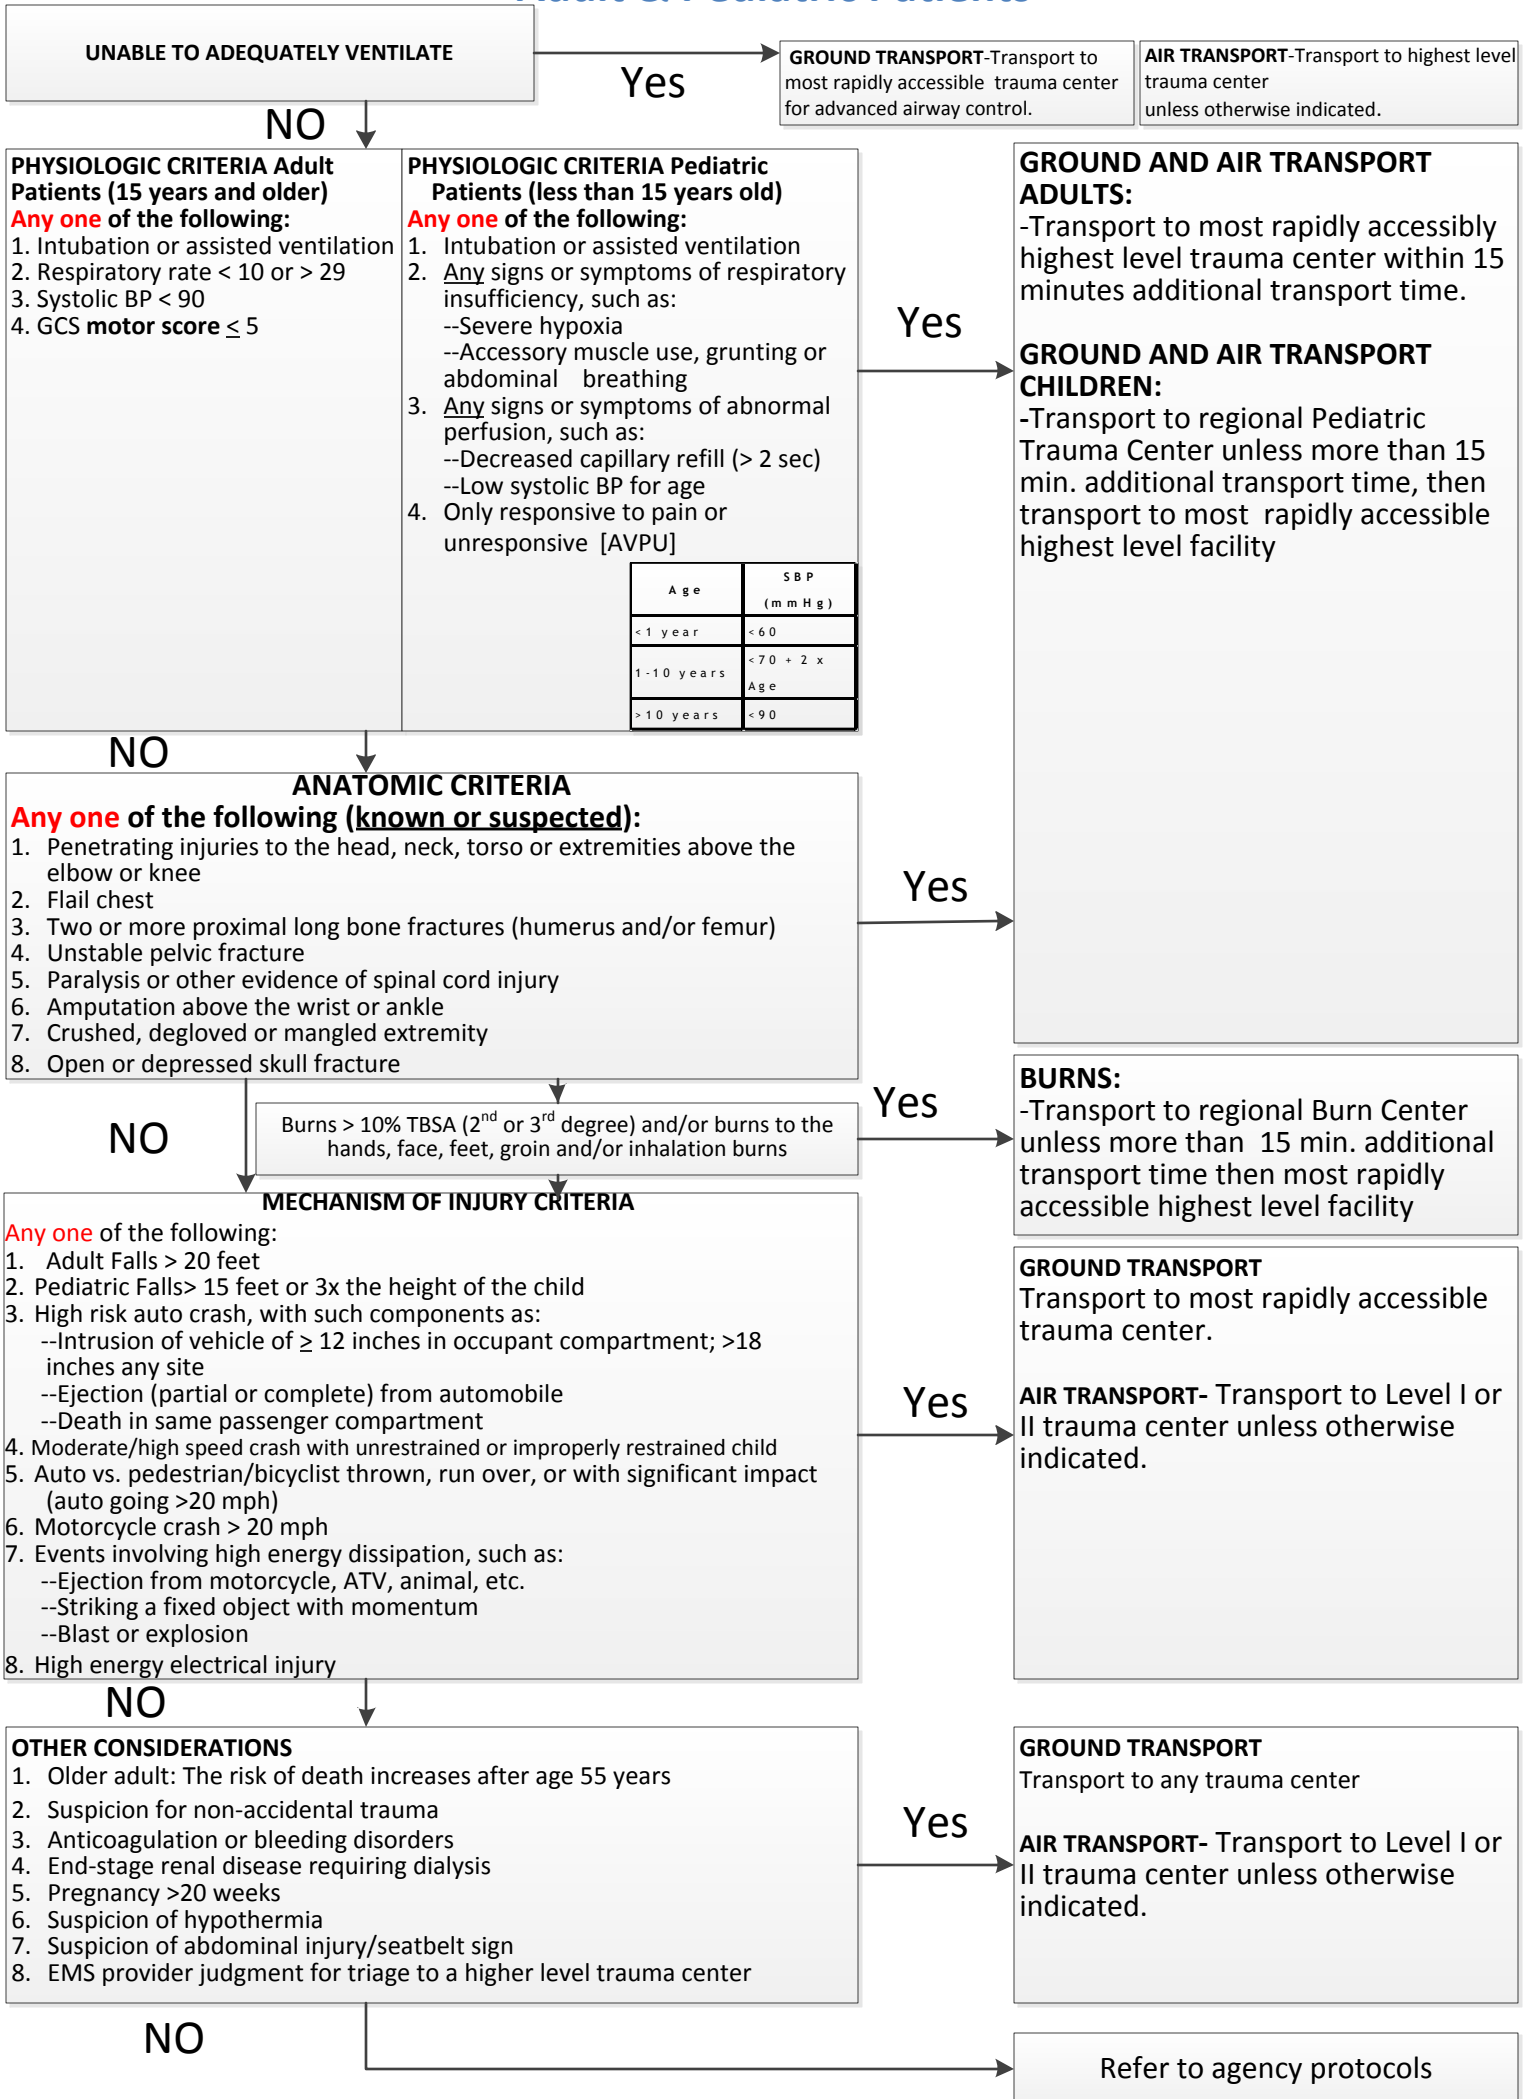 UNABLE TO ADEQUATELY VENTILATE
Yes
GROUND TRANSPORT-Transport to
most rapidly accessible trauma center
for advanced airway control.
AIR TRANSPORT-Transport to highest level
trauma center
unless otherwise indicated.
NO
PHYSIOLOGIC CRITERIA Adult
Patients (15 years and older)
Any one of the following:
1. Intubation or assisted ventilation
2. Respiratory rate < 10 or > 29
3. Systolic BP < 90
4. GCS motor score ≤ 5
PHYSIOLOGIC CRITERIA Pediatric
Patients (less than 15 years old)
Any one of the following:
1. Intubation or assisted ventilation
2. Any signs or symptoms of respiratory
insufficiency, such as:
--Severe hypoxia
--Accessory muscle use, grunting or
abdominal breathing
3. Any signs or symptoms of abnormal
perfusion, such as:
--Decreased capillary refill (> 2 sec)
--Low systolic BP for age
4. Only responsive to pain or
unresponsive [AVPU]
Age
SBP
(mmHg)
<1 year
<60
1-10 years
<70 + 2 x
Age
>10 years
<90
Yes
GROUND AND AIR TRANSPORT
ADULTS:
-Transport to most rapidly accessibly
highest level trauma center within 15
minutes additional transport time.
GROUND AND AIR TRANSPORT
CHILDREN:
-Transport to regional Pediatric
Trauma Center unless more than 15
min. additional transport time, then
transport to most rapidly accessible
highest level facility
NO
ANATOMIC CRITERIA
Any one of the following (known or suspected):
1. Penetrating injuries to the head, neck, torso or extremities above the
elbow or knee
2. Flail chest
3. Two or more proximal long bone fractures (humerus and/or femur)
4. Unstable pelvic fracture
5. Paralysis or other evidence of spinal cord injury
6. Amputation above the wrist or ankle
7. Crushed, degloved or mangled extremity
8. Open or depressed skull fracture
Yes
NO
Burns > 10% TBSA (2nd or 3rd degree) and/or burns to the
hands, face, feet, groin and/or inhalation burns
Yes
BURNS:
-Transport to regional Burn Center
unless more than 15 min. additional
transport time then most rapidly
accessible highest level facility
MECHANISM OF INJURY CRITERIA
Any one of the following:
1. Adult Falls > 20 feet
2. Pediatric Falls> 15 feet or 3x the height of the child
3. High risk auto crash, with such components as:
--Intrusion of vehicle of ≥ 12 inches in occupant compartment; >18
inches any site
--Ejection (partial or complete) from automobile
--Death in same passenger compartment
4. Moderate/high speed crash with unrestrained or improperly restrained child
5. Auto vs. pedestrian/bicyclist thrown, run over, or with significant impact
(auto going >20 mph)
6. Motorcycle crash > 20 mph
7. Events involving high energy dissipation, such as:
--Ejection from motorcycle, ATV, animal, etc.
--Striking a fixed object with momentum
--Blast or explosion
8. High energy electrical injury
Yes
GROUND TRANSPORT
Transport to most rapidly accessible
trauma center.
AIR TRANSPORT- Transport to Level I or
II trauma center unless otherwise
indicated.
NO
OTHER CONSIDERATIONS
1. Older adult: The risk of death increases after age 55 years
2. Suspicion for non-accidental trauma
3. Anticoagulation or bleeding disorders
4. End-stage renal disease requiring dialysis
5. Pregnancy >20 weeks
6. Suspicion of hypothermia
7. Suspicion of abdominal injury/seatbelt sign
8. EMS provider judgment for triage to a higher level trauma center
Yes
GROUND TRANSPORT
Transport to any trauma center
AIR TRANSPORT- Transport to Level I or
II trauma center unless otherwise
indicated.
NO
Refer to agency protocols